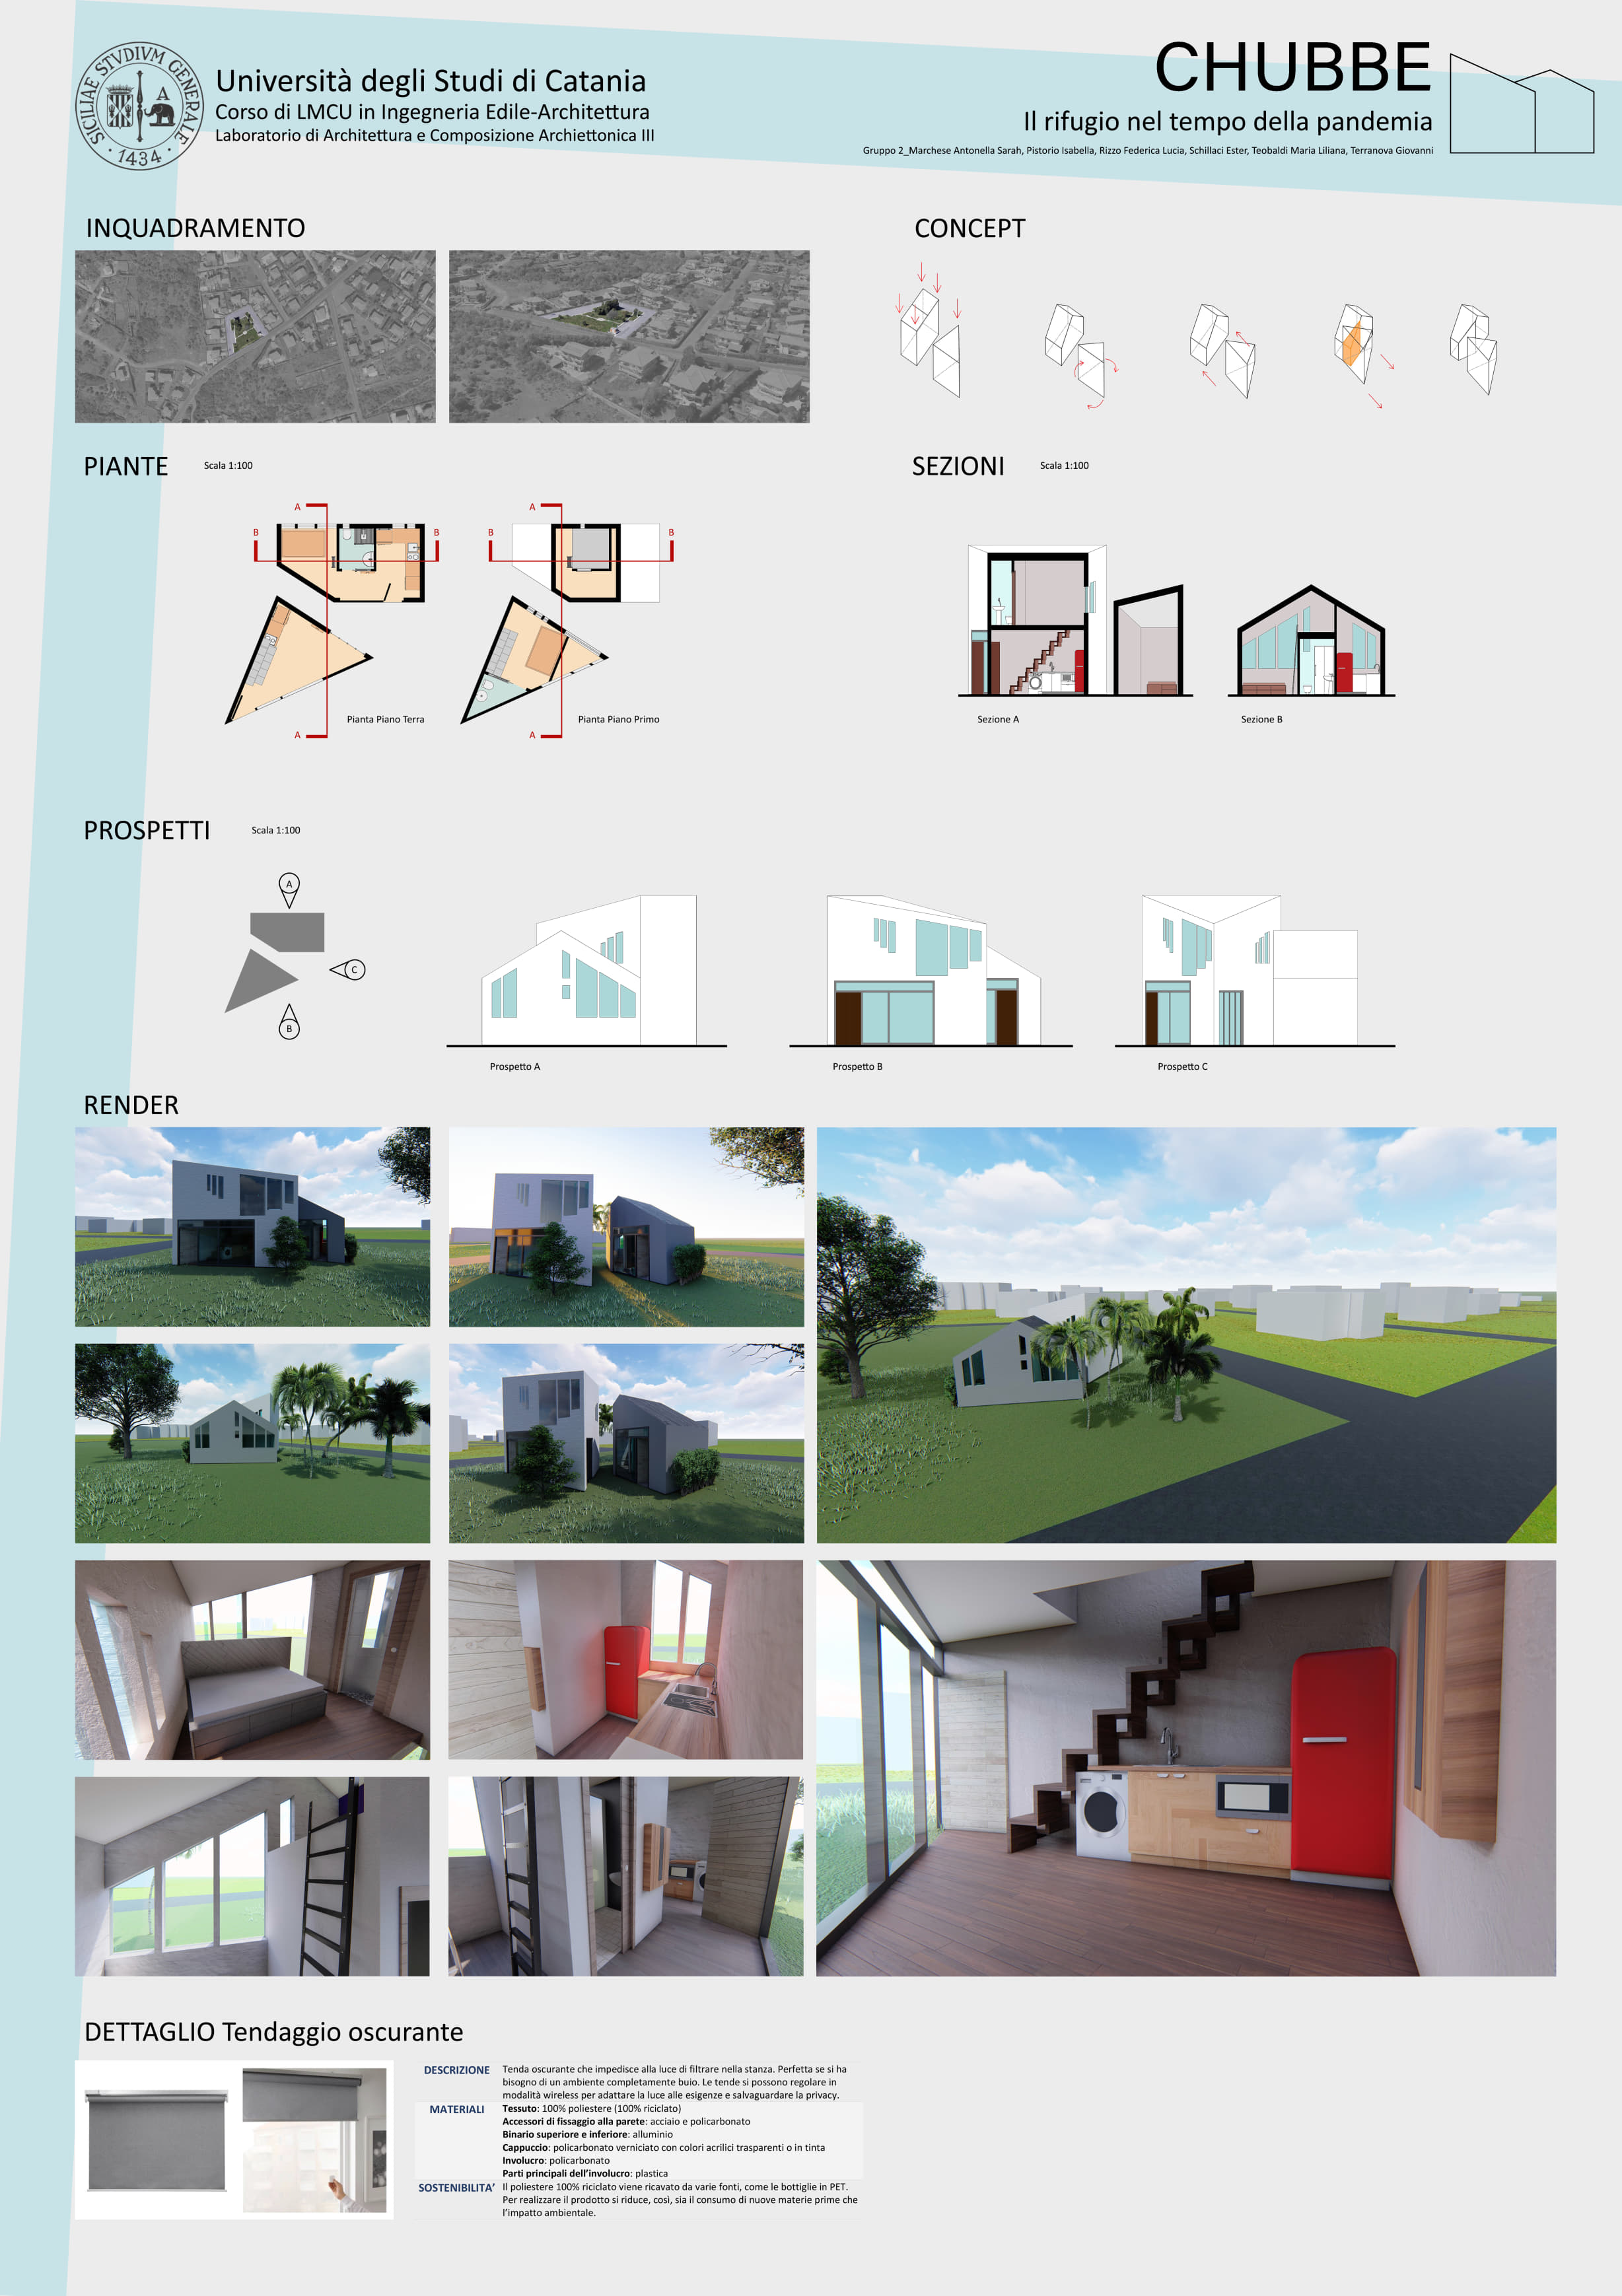 SICILIAE STVDIVM GENERALE
· 1434 ·
A
Università degli Studi di Catania
Corso di LMCU in Ingegneria Edile-Architettura
Laboratorio di Architettura e Composizione Archiettonica III
CHUBBE
Il rifugio nel tempo della pandemia
Gruppo 2_Marchese Antonella Sarah, Pistorio Isabella, Rizzo Federica Lucia, Schillaci Ester, Teobaldi Maria Liliana, Terranova Giovanni
INQUADRAMENTO
CONCEPT
PIANTE
Scala 1:100
A
B
B
A
Pianta Piano Terra
A
B
B
A
Pianta Piano Primo
SEZIONI
Scala 1:100
Sezione A
Sezione B
PROSPETTI
Scala 1:100
A
C
B
Prospetto A
Prospetto B
Prospetto C
RENDER
DETTAGLIO Tendaggio oscurante
DESCRIZIONE
Tenda oscurante che impedisce alla luce di filtrare nella stanza. Perfetta se si ha
bisogno di un ambiente completamente buio. Le tende si possono regolare in
modalità wireless per adattare la luce alle esigenze e salvaguardare la privacy.
MATERIALI
Tessuto: 100% poliestere (100% riciclato)
Accessori di fissaggio alla parete: acciaio e policarbonato
Binario superiore e inferiore: alluminio
Cappuccio: policarbonato verniciato con colori acrilici trasparenti o in tinta
Involucro: policarbonato
Parti principali dell'involucro: plastica
SOSTENIBILITA'
Il poliestere 100% riciclato viene ricavato da varie fonti, come le bottiglie in PET.
Per realizzare il prodotto si riduce, così, sia il consumo di nuove materie prime che
l'impatto ambientale.